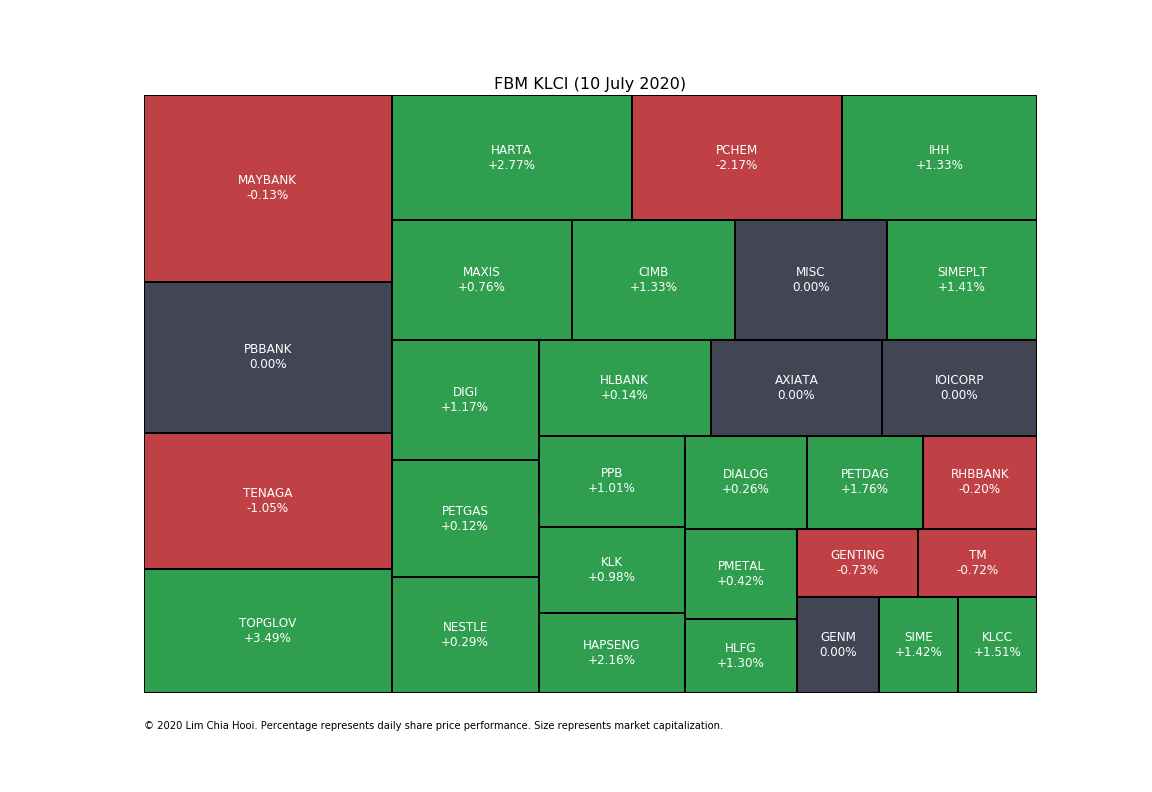 FBM KLCI (10 July 2020)
MAYBANK
-0.13%
PBBANK
0.00%
TENAGA
-1.05%
TOPGLOV
+3.49%
HARTA
+2.77%
PCHEM
-2.17%
IHH
+1.33%
MAXIS
+0.76%
CIMB
+1.33%
MISC
0.00%
SIMEPLT
+1.41%
DIGI
+1.17%
PETGAS
+0.12%
NESTLE
+0.29%
HLBANK
+0.14%
AXIATA
0.00%
IOICORP
0.00%
PPB
+1.01%
KLK
+0.98%
HAPSENG
+2.16%
DIALOG
+0.26%
PETDAG
+1.76%
RHBBANK
-0.20%
PMETAL
+0.42%
HLFG
+1.30%
GENTING
-0.73%
TM
-0.72%
GENM
0.00%
SIME
+1.42%
KLCC
+1.51%
© 2020 Lim Chia Hooi. Percentage represents daily share price performance. Size represents market capitalization.